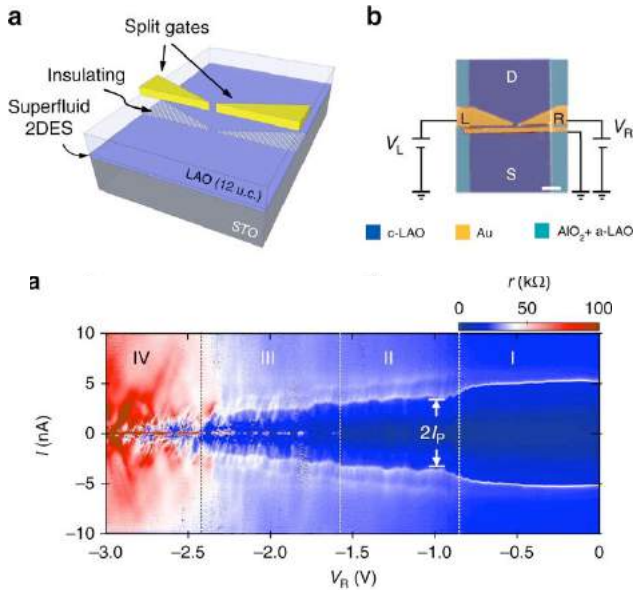 a
Split gates
Insulating
Superfluid
2DES
LAO (12 u.c.)
STO
b
D
L
R
V_L
V_R
S
c-LAO
Au
AlO₂+ a-LAO
a
r (kΩ)
0
50
100
IV
III
II
I
2I_P
I (nA)
10
5
0
−5
−10
−3.0
−2.5
−2.0
−1.5
−1.0
−0.5
0
V_R (V)